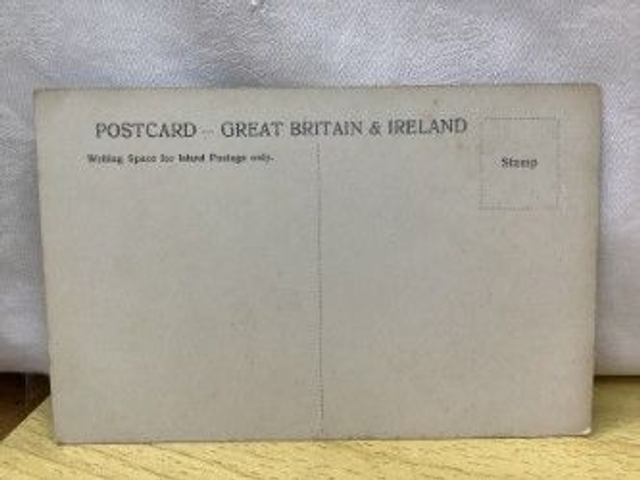 POSTCARD – GREAT BRITAIN & IRELAND
Writing Space for Inland Postage only.
Stamp